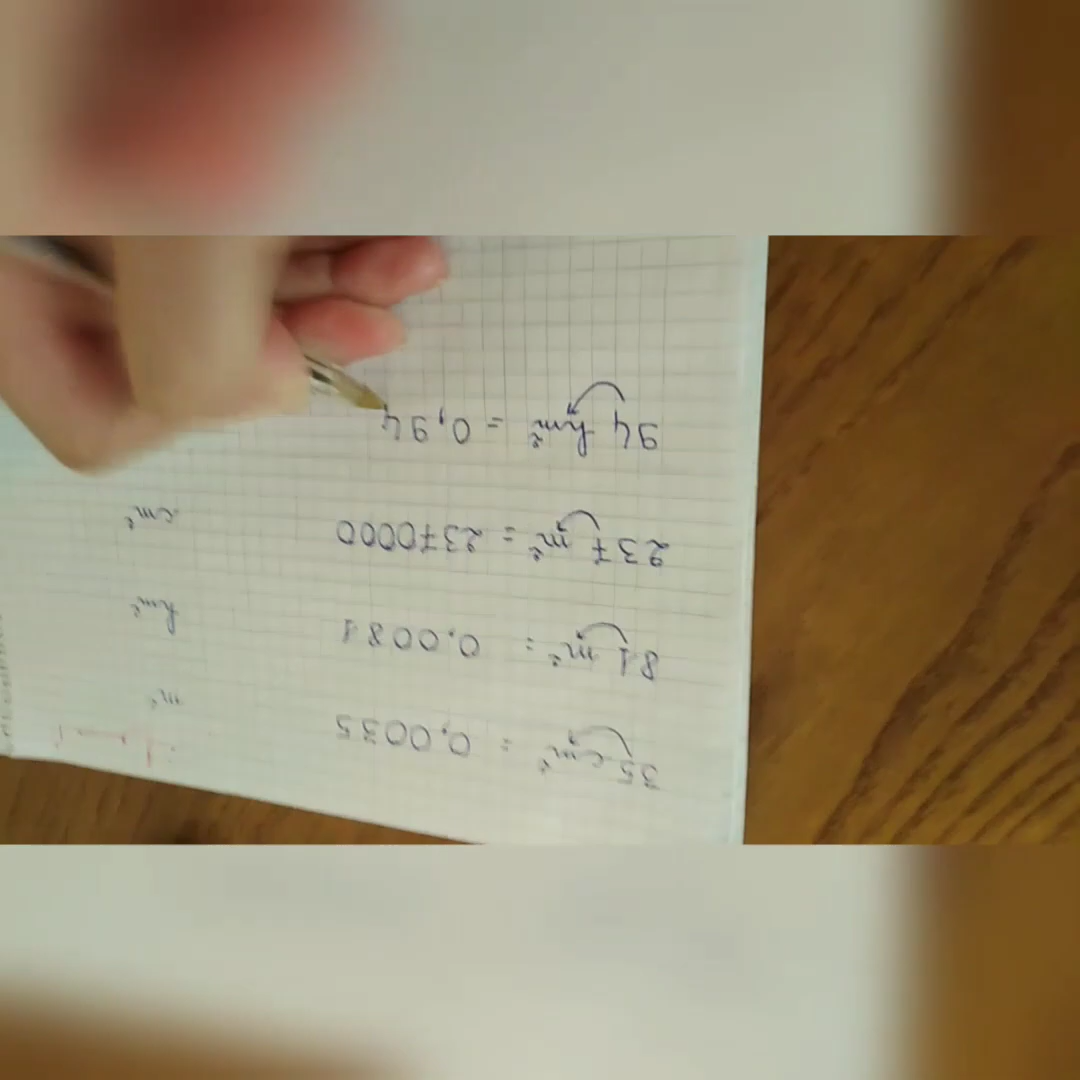 35 cm² = 0,0035 m²
81 m² = 0,0081 hm²
237 m² = 2370000 cm²
94 hm² = 0,94